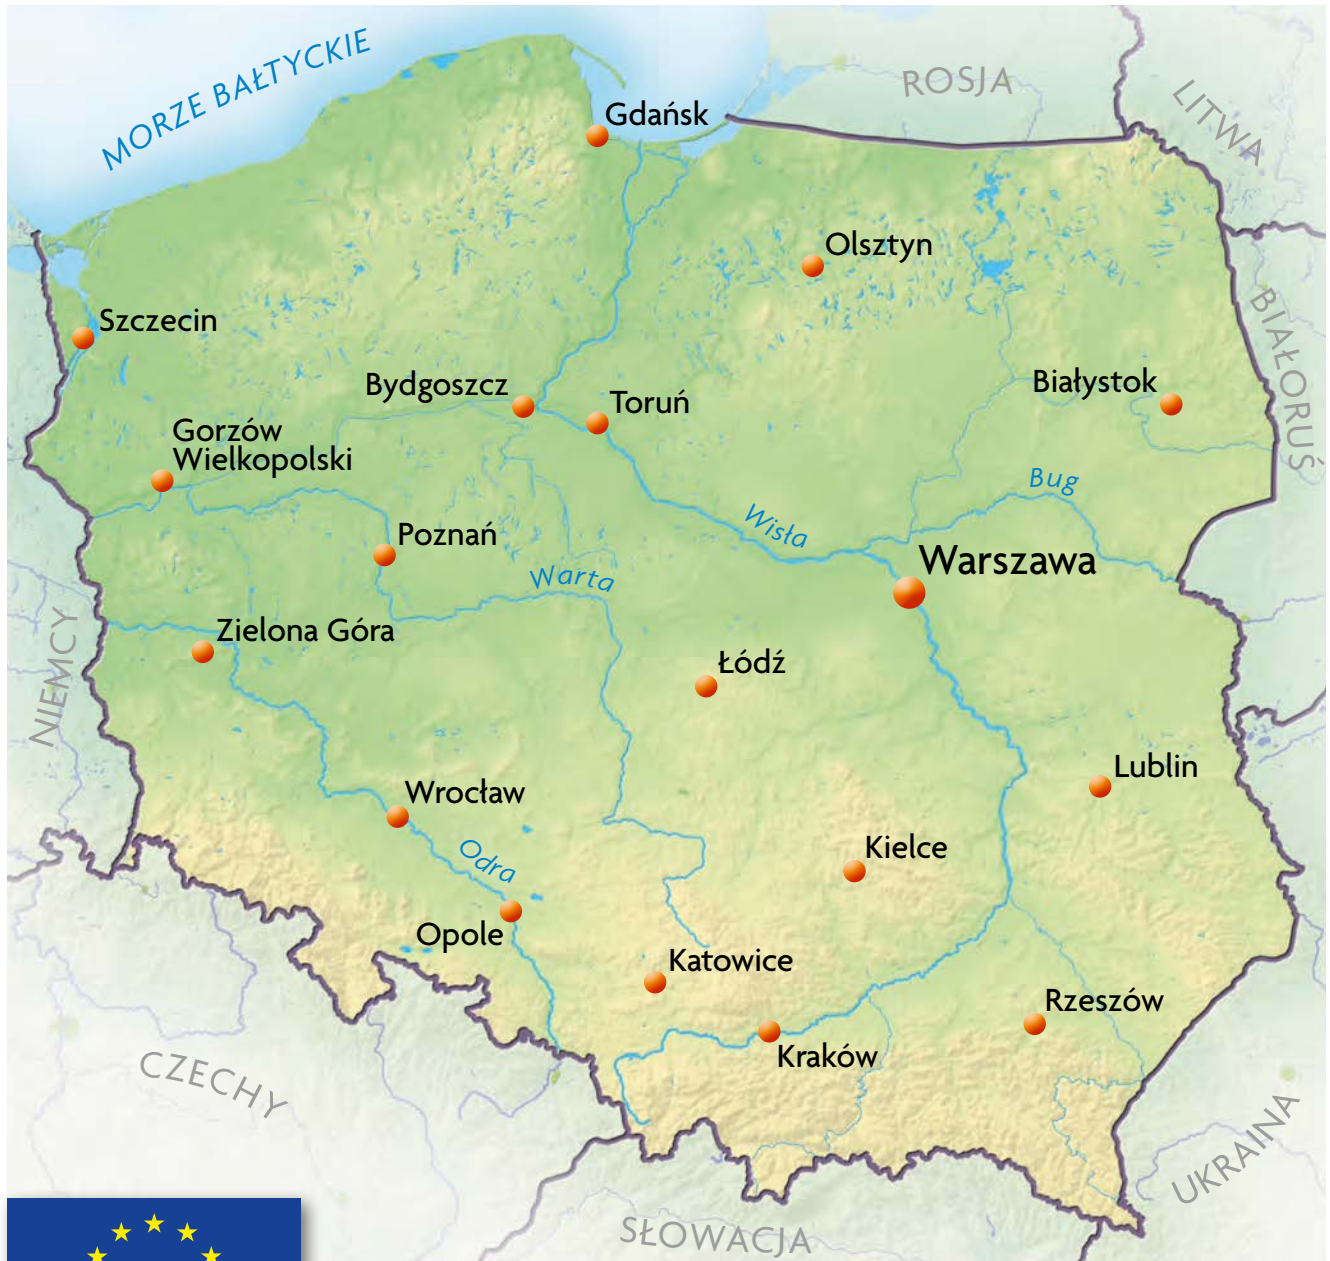 MORZE BAŁTYCKIE
ROSJA
LITWA
Gdańsk
Olsztyn
Szczecin
BIAŁORUŚ
Bydgoszcz
Toruń
Białystok
Gorzów
Wielkopolski
Bug
Wisła
Poznań
Warszawa
Warta
Zielona Góra
NIEMCY
Łódź
Wrocław
Lublin
Odra
Kielce
Opole
Katowice
Rzeszów
Kraków
CZECHY
UKRAINA
SŁOWACJA